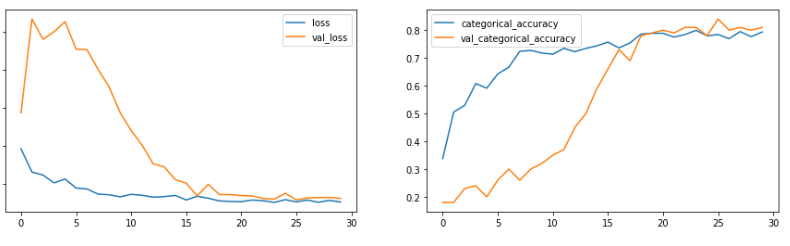 loss
val_loss
0 5 10 15 20 25 30
categorical_accuracy
val_categorical_accuracy
0.8
0.7
0.6
0.5
0.4
0.3
0.2
0 5 10 15 20 25 30